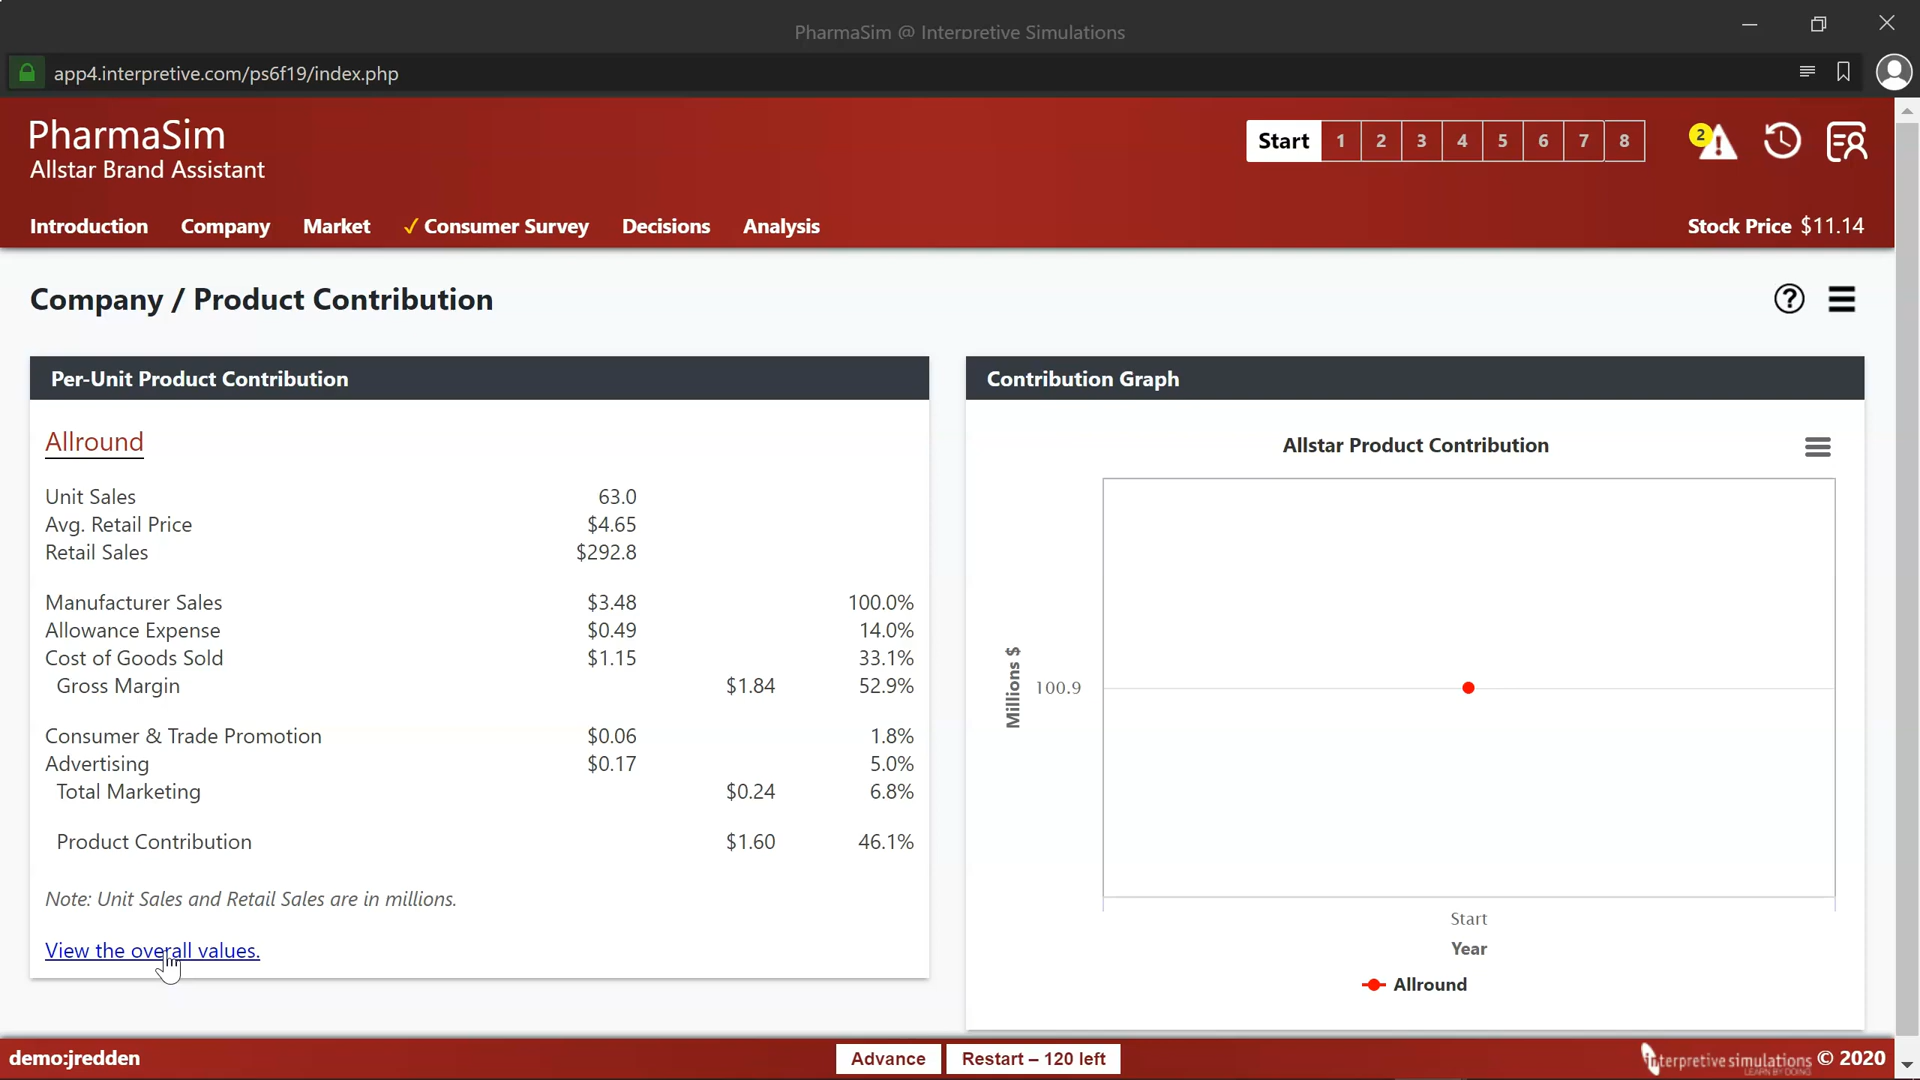 PharmaSim @ Interpretive Simulations
app4.interpretive.com/ps6f19/index.php
PharmaSim
Allstar Brand Assistant
Start 1 2 3 4 5 6 7 8
2
Introduction Company Market ✓ Consumer Survey Decisions Analysis
Stock Price $11.14
Company / Product Contribution
?
Per-Unit Product Contribution
Allround
Unit Sales 63.0
Avg. Retail Price $4.65
Retail Sales $292.8
Manufacturer Sales $3.48 100.0%
Allowance Expense $0.49 14.0%
Cost of Goods Sold $1.15 33.1%
Gross Margin $1.84 52.9%
Consumer & Trade Promotion $0.06 1.8%
Advertising $0.17 5.0%
Total Marketing $0.24 6.8%
Product Contribution $1.60 46.1%
Note: Unit Sales and Retail Sales are in millions.
View the overall values.
Contribution Graph
Allstar Product Contribution
Millions $
100.9
Start
Year
Allround
demo:jredden
Advance
Restart – 120 left
interpretive simulations © 2020
LEARN BY DOING